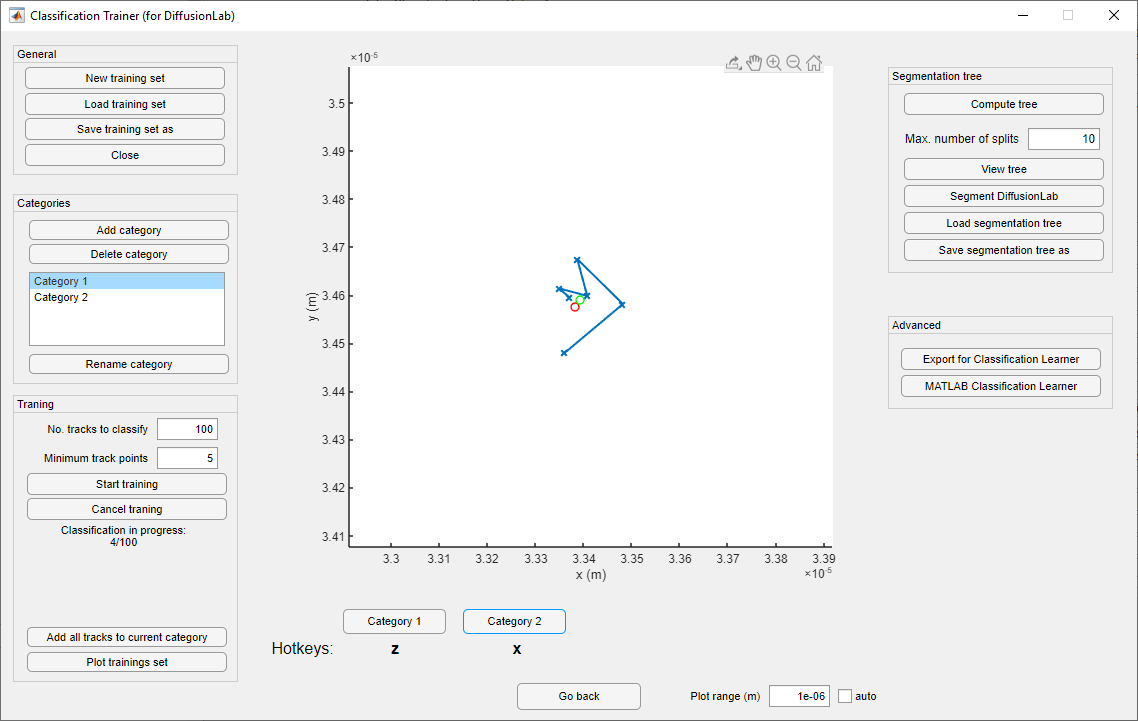 Classification Trainer (for DiffusionLab)
General
New training set
Load training set
Save training set as
Close
Categories
Add category
Delete category
Category 1
Category 2
Rename category
Traning
No. tracks to classify 100
Minimum track points 5
Start training
Cancel traning
Classification in progress:
4/100
Add all tracks to current category
Plot trainings set
×10⁻⁵
3.5
3.49
3.48
3.47
3.46
3.45
3.44
3.43
3.42
3.41
y (m)
3.3 3.31 3.32 3.33 3.34 3.35 3.36 3.37 3.38 3.39
x (m)
×10⁻⁵
Category 1 Category 2
Hotkeys: z x
Go back
Plot range (m) 1e-06 auto
Segmentation tree
Compute tree
Max. number of splits 10
View tree
Segment DiffusionLab
Load segmentation tree
Save segmentation tree as
Advanced
Export for Classification Learner
MATLAB Classification Learner